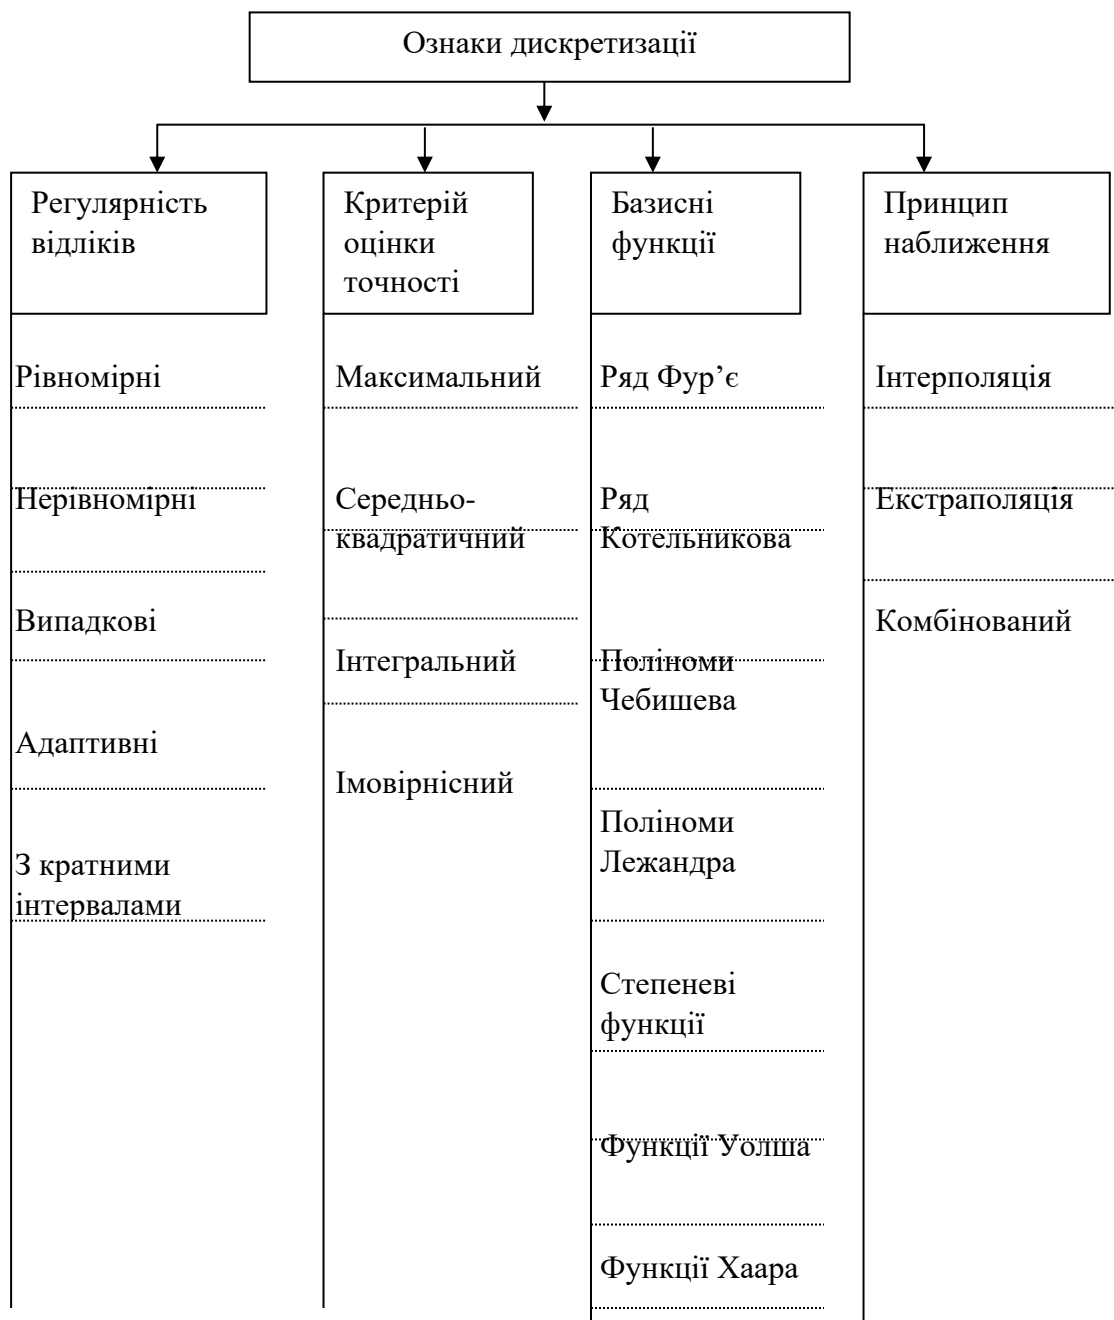 Ознаки дискретизації
Регулярність
відліків
Рівномірні
Нерівномірні
Випадкові
Адаптивні
З кратними
інтервалами
Критерій
оцінки
точності
Максимальний
Середньо-
квадратичний
Інтегральний
Імовірнісний
Базисні
функції
Ряд Фур’є
Ряд
Котельникова
Поліноми
Чебишева
Поліноми
Лежандра
Степеневі
функції
Функції Уолша
Функції Хаара
Принцип
наближення
Інтерполяція
Екстраполяція
Комбінований